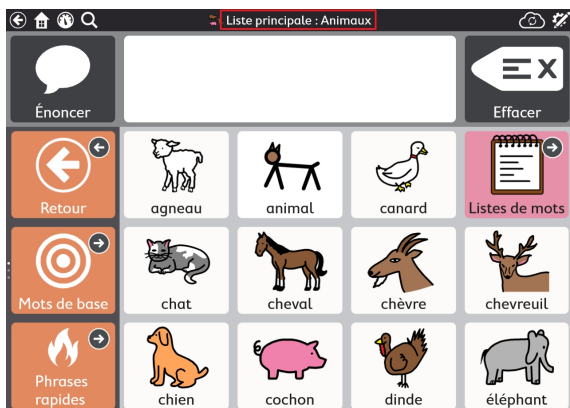 Liste principale : Animaux
Énoncer
Effacer
Retour
agneau
animal
canard
Listes de mots
Mots de base
chat
cheval
chèvre
chevreuil
Phrases
rapides
chien
cochon
dinde
éléphant